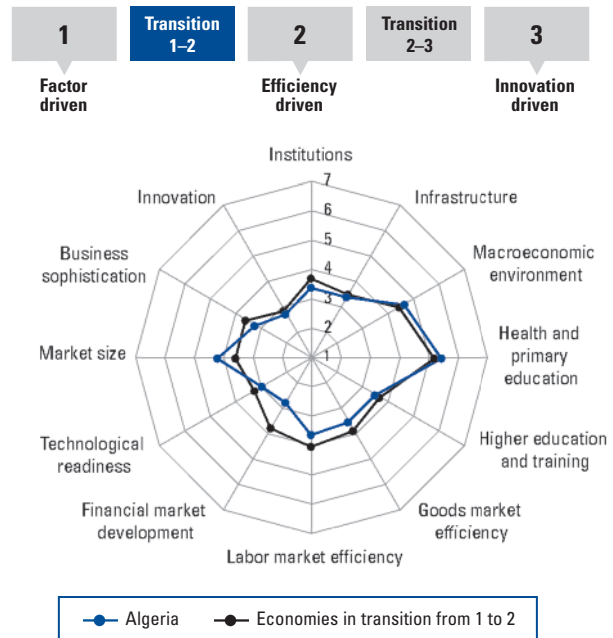 1
Transition
1–2
2
Transition
2–3
3
Factor
driven
Efficiency
driven
Innovation
driven
Institutions
7
6
5
4
3
2
1
Infrastructure
Macroeconomic
environment
Health and
primary
education
Higher education
and training
Goods market
efficiency
Labor market efficiency
Financial market
development
Technological
readiness
Market size
Business
sophistication
Innovation
Algeria
Economies in transition from 1 to 2